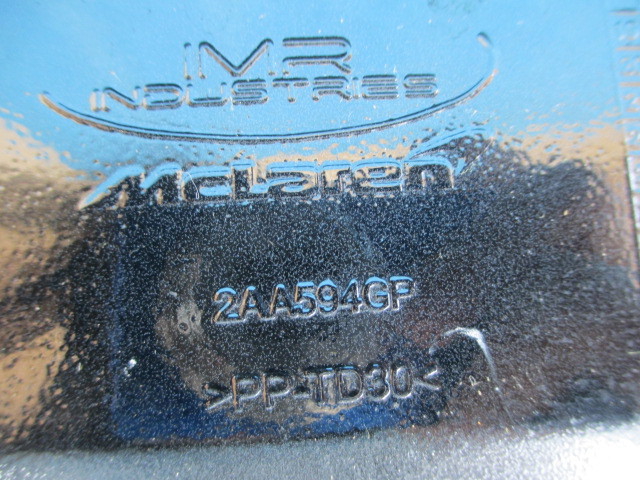 IMR
INDUSTRIES
McLaren
2AA594GP
>PP-TD30<